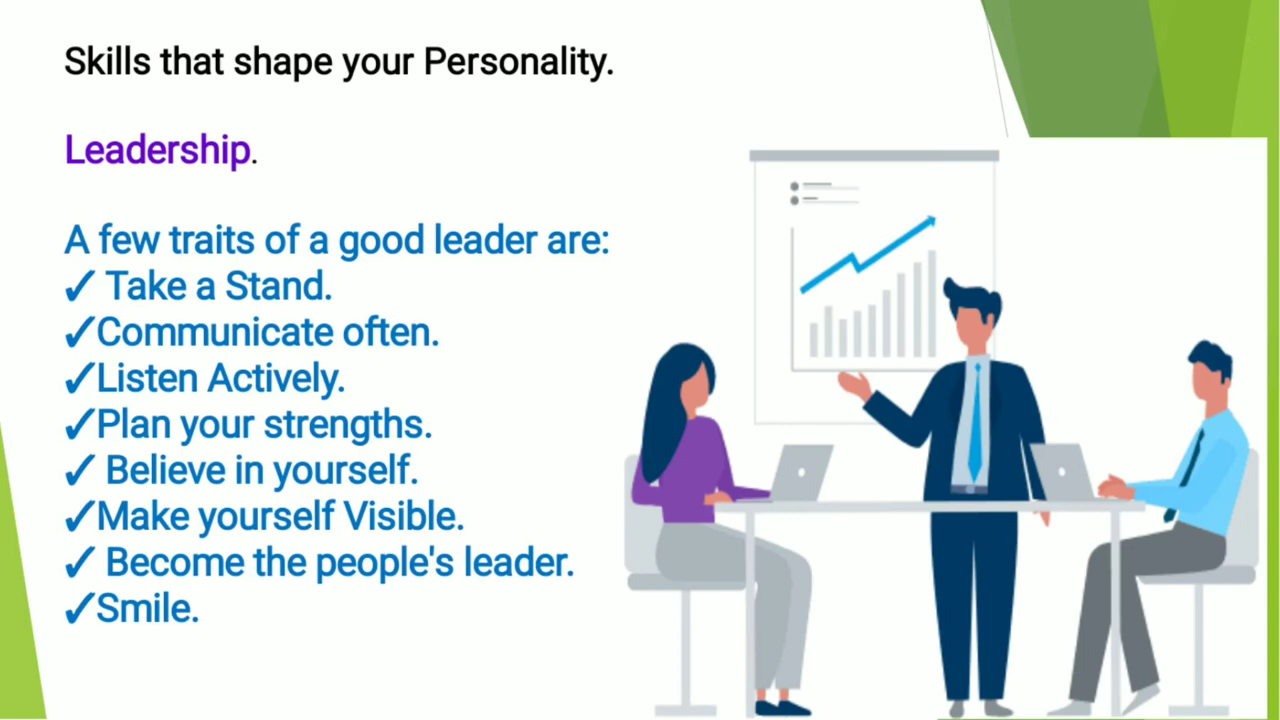 Skills that shape your Personality.
Leadership.
A few traits of a good leader are:
✓ Take a Stand.
✓Communicate often.
✓Listen Actively.
✓Plan your strengths.
✓ Believe in yourself.
✓Make yourself Visible.
✓ Become the people's leader.
✓Smile.